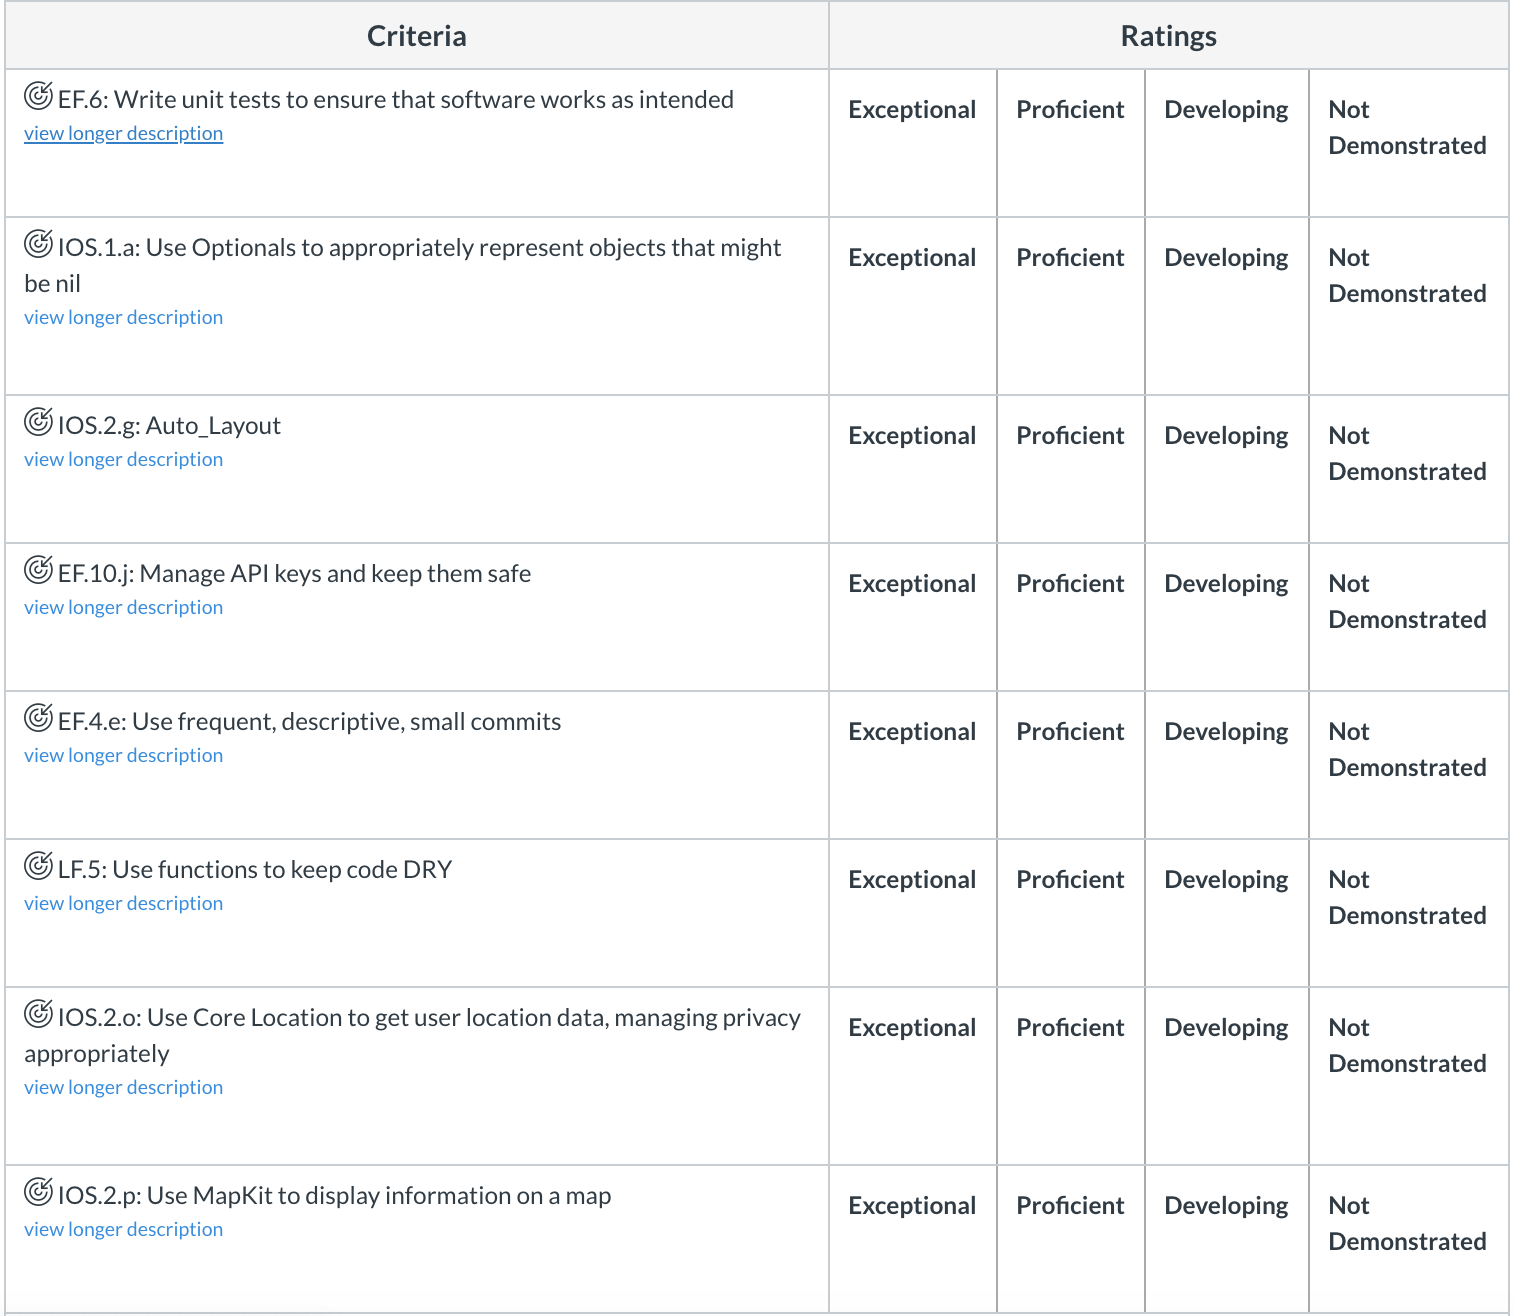 Criteria
Ratings
EF.6: Write unit tests to ensure that software works as intended
view longer description
Exceptional
Proficient
Developing
Not
Demonstrated
IOS.1.a: Use Optionals to appropriately represent objects that might
be nil
view longer description
Exceptional
Proficient
Developing
Not
Demonstrated
IOS.2.g: Auto_Layout
view longer description
Exceptional
Proficient
Developing
Not
Demonstrated
EF.10.j: Manage API keys and keep them safe
view longer description
Exceptional
Proficient
Developing
Not
Demonstrated
EF.4.e: Use frequent, descriptive, small commits
view longer description
Exceptional
Proficient
Developing
Not
Demonstrated
LF.5: Use functions to keep code DRY
view longer description
Exceptional
Proficient
Developing
Not
Demonstrated
IOS.2.o: Use Core Location to get user location data, managing privacy
appropriately
view longer description
Exceptional
Proficient
Developing
Not
Demonstrated
IOS.2.p: Use MapKit to display information on a map
view longer description
Exceptional
Proficient
Developing
Not
Demonstrated